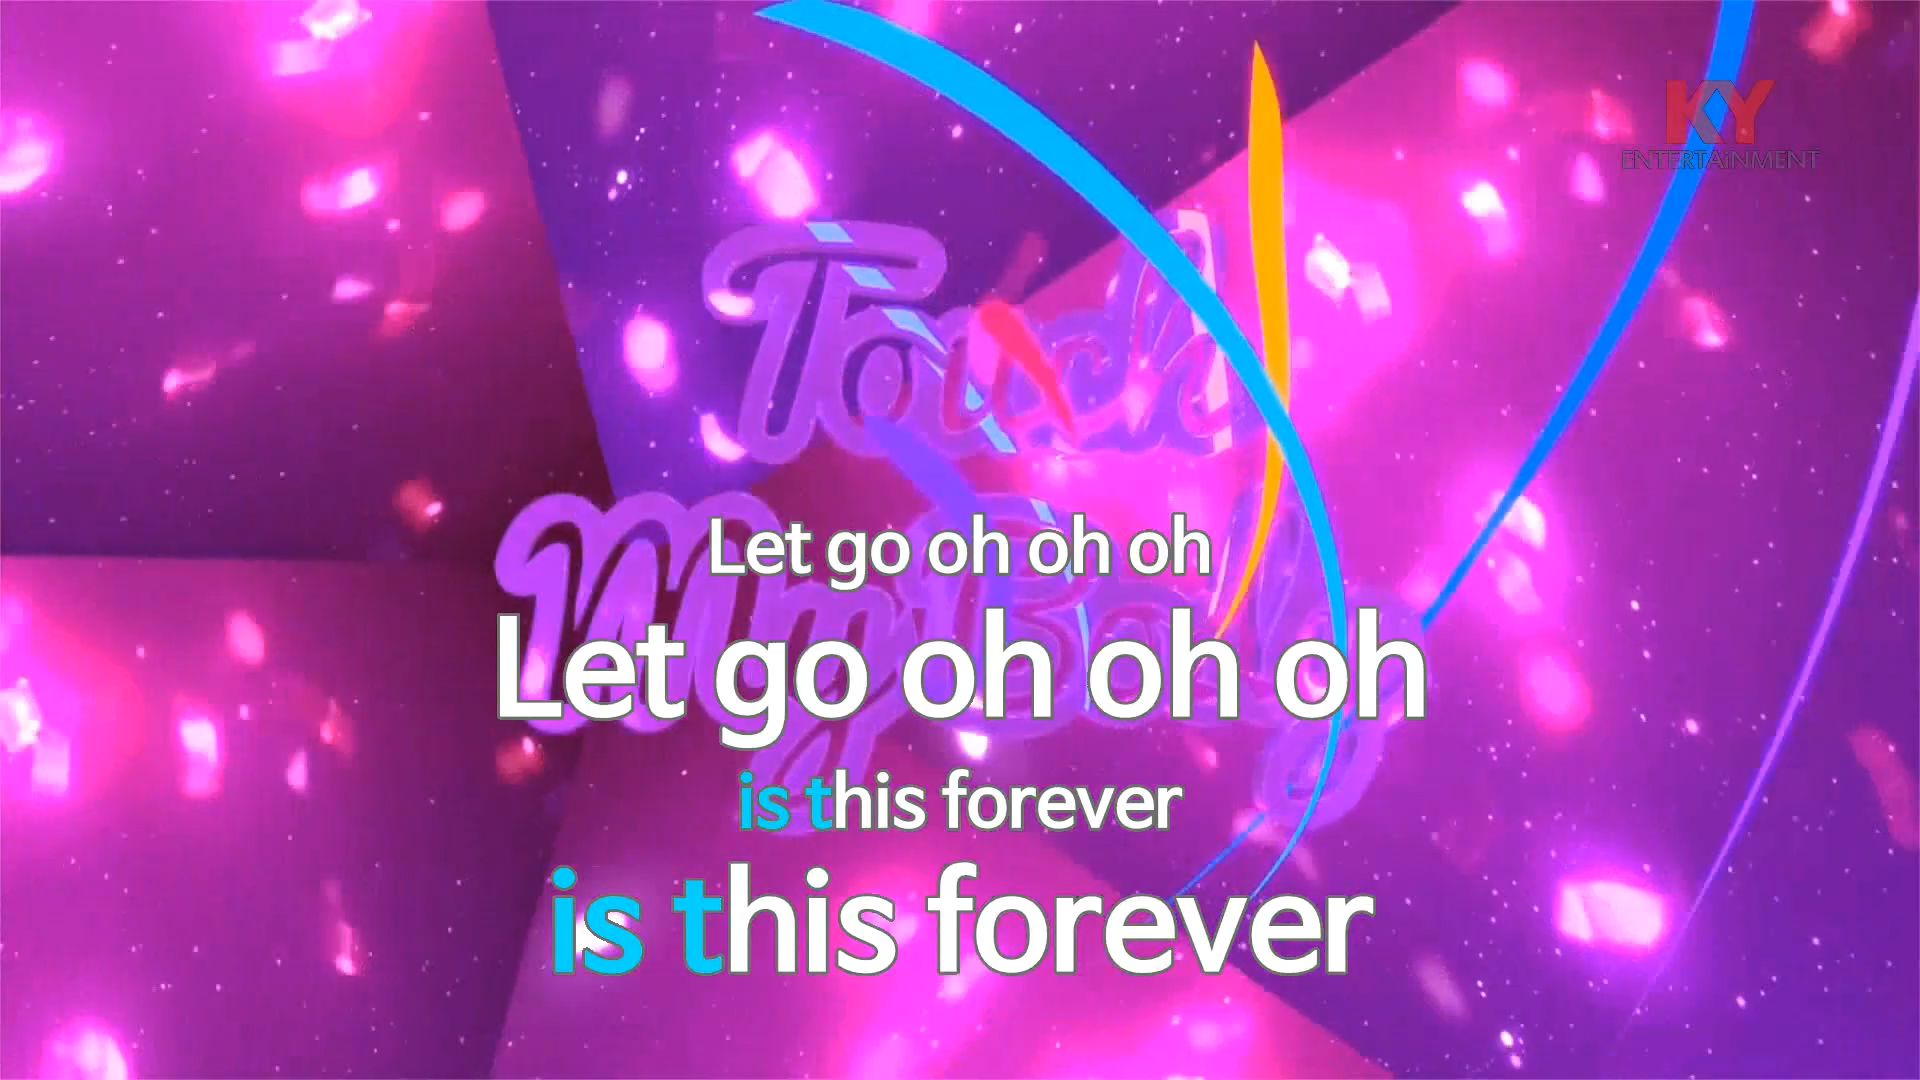 KY
ENTERTAINMENT
Touch
My Body
Let go oh oh oh
Let go oh oh oh
is this forever
is this forever